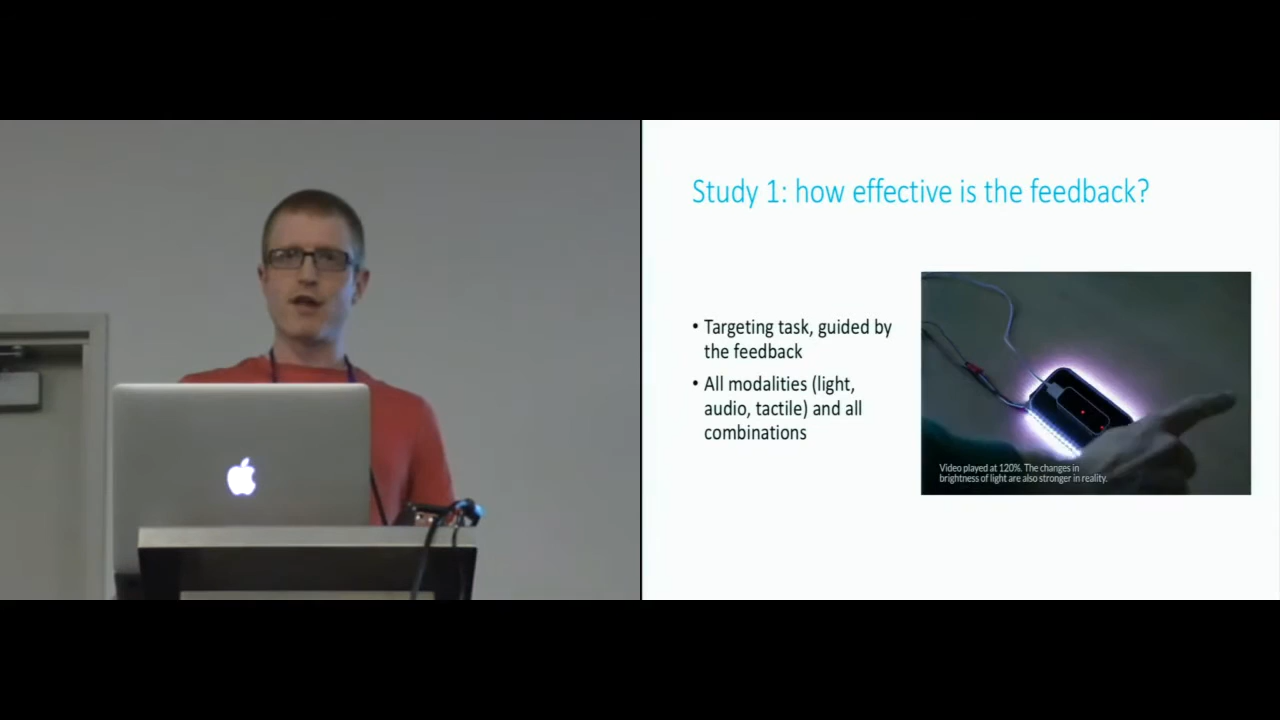 Study 1: how effective is the feedback?
• Targeting task, guided by
the feedback
• All modalities (light,
audio, tactile) and all
combinations
Video played at 120%. The changes in
brightness of light are also stronger in reality.